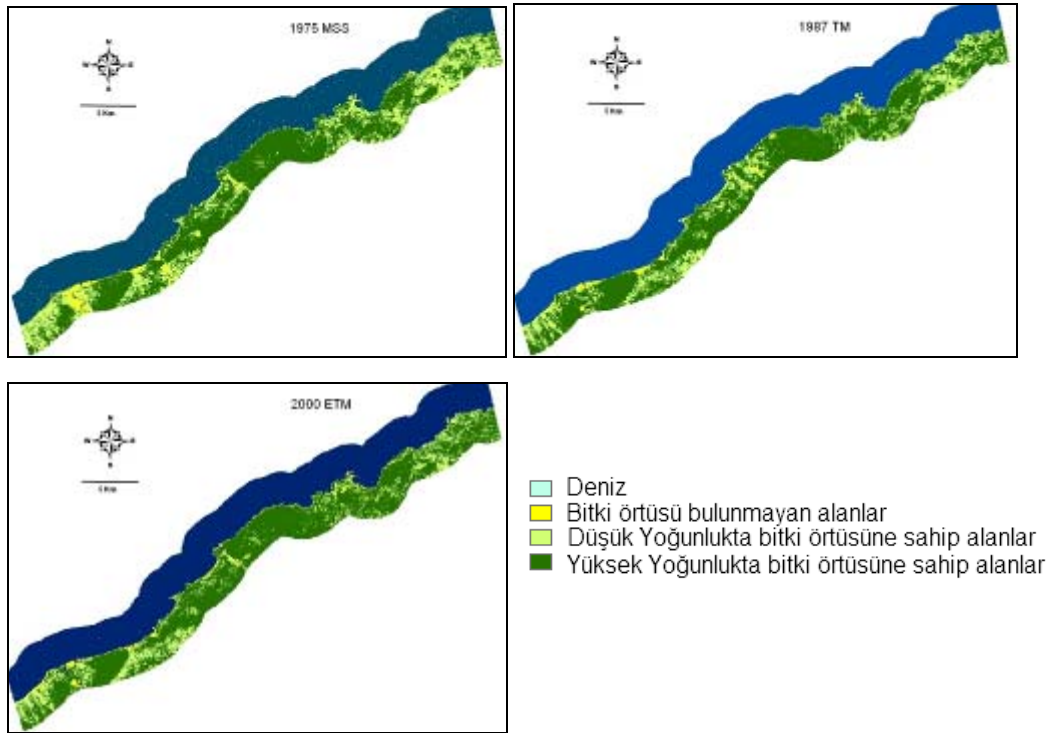 1975 MSS
N
W
S
1987 TM
N
W
S
2000 ETM
N
W
S
Deniz
Bitki örtüsü bulunmayan alanlar
Düşük Yoğunlukta bitki örtüsüne sahip alanlar
Yüksek Yoğunlukta bitki örtüsüne sahip alanlar